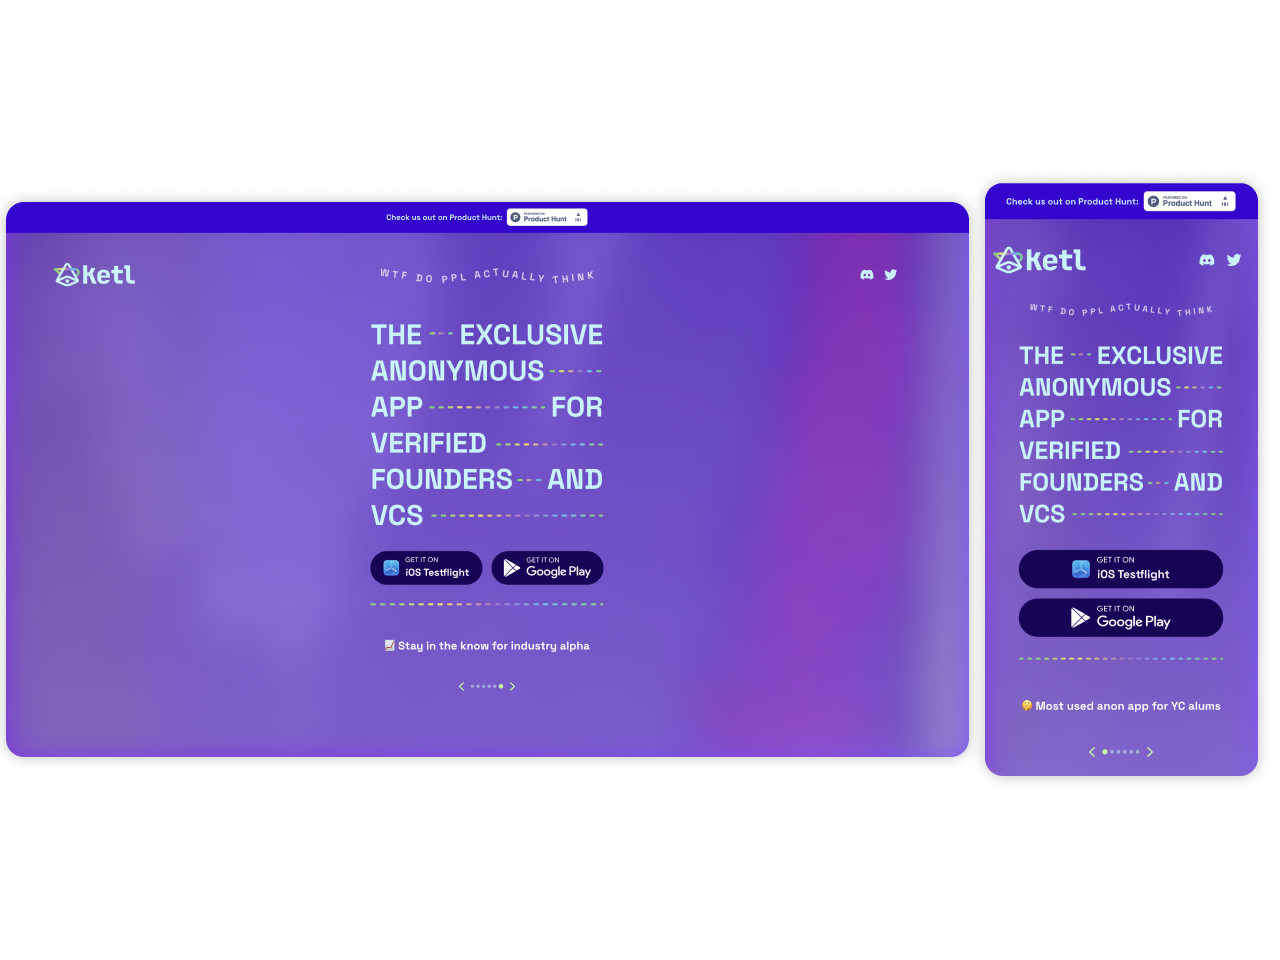 Check us out on Product Hunt:
FEATURED ON
Product Hunt
181
ketl
WTF DO PPL ACTUALLY THINK
THE EXCLUSIVE
ANONYMOUS
APP FOR
VERIFIED
FOUNDERS AND
VCS
GET IT ON
iOS Testflight
GET IT ON
Google Play
Stay in the know for industry alpha
Check us out on Product Hunt:
FEATURED ON
Product Hunt
181
ketl
WTF DO PPL ACTUALLY THINK
THE EXCLUSIVE
ANONYMOUS
APP FOR
VERIFIED
FOUNDERS AND
VCS
GET IT ON
iOS Testflight
GET IT ON
Google Play
Most used anon app for YC alums